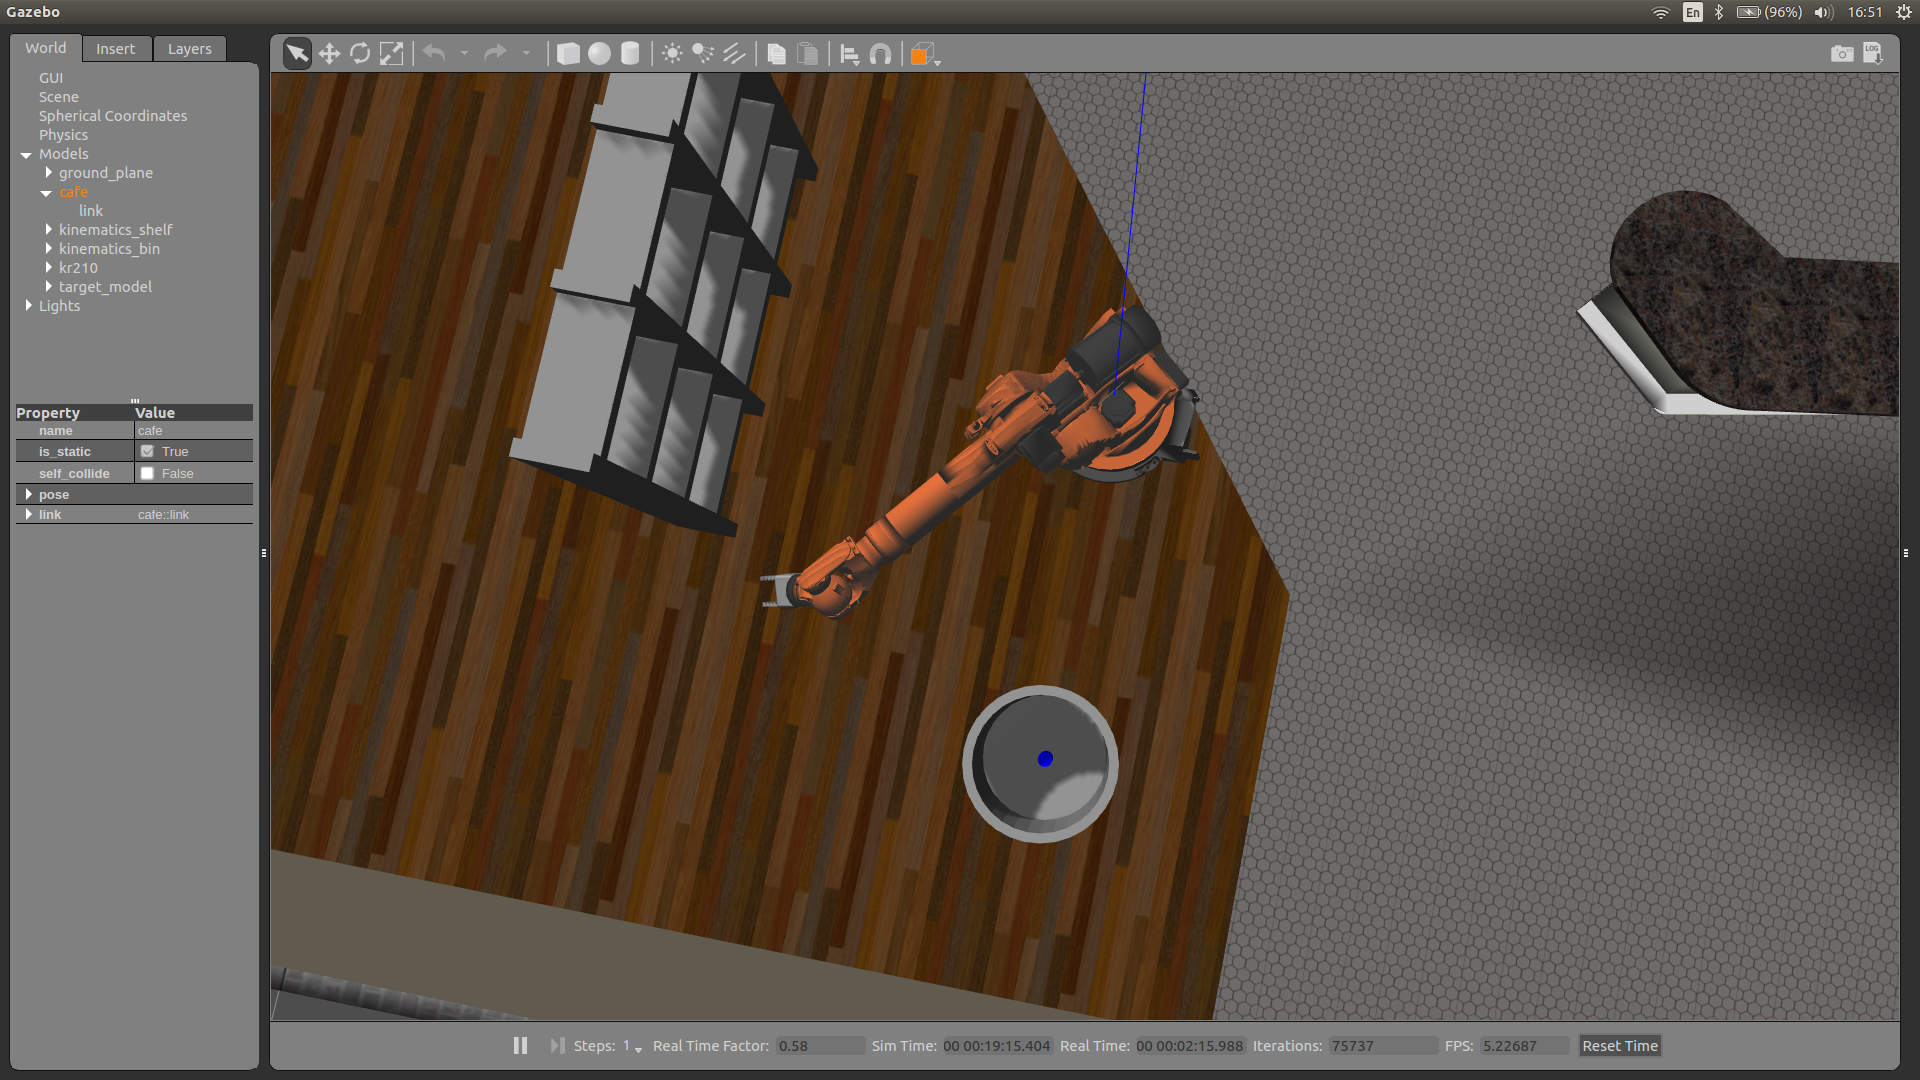 Gazebo
En (96%) 16:51
World Insert Layers
LOG
GUI
Scene
Spherical Coordinates
Physics
Models
ground_plane
cafe
link
kinematics_shelf
kinematics_bin
kr210
target_model
Lights
Property Value
name cafe
is_static True
self_collide False
pose
link cafe::link
Steps: 1 Real Time Factor: 0.58 Sim Time: 00 00:19:15.404 Real Time: 00 00:02:15.988 Iterations: 75737 FPS: 5.22687 Reset Time